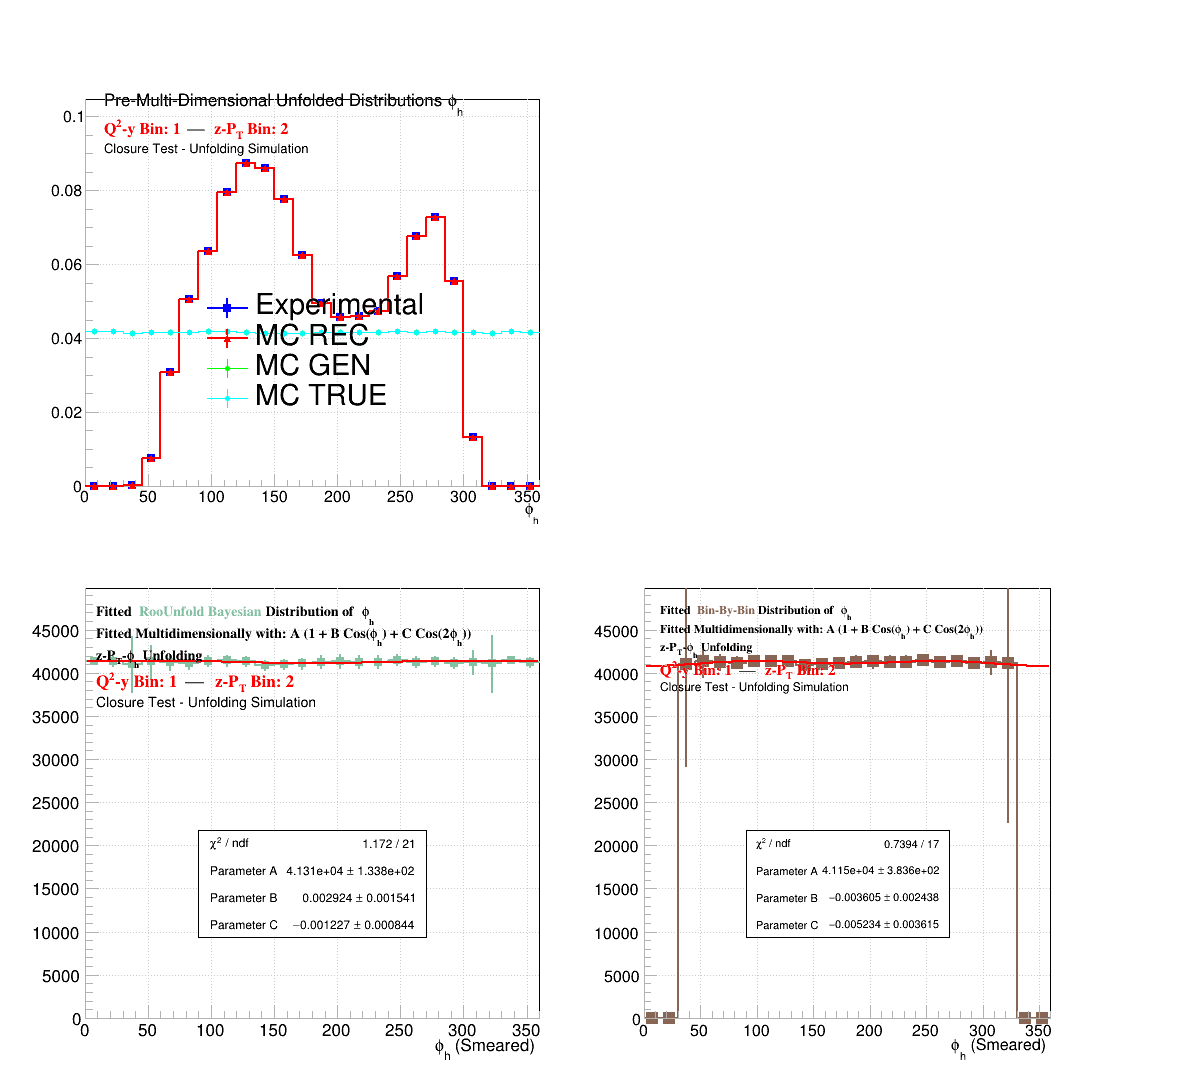 Pre-Multi-Dimensional Unfolded Distributions ϕh
Q2-y Bin: 1 — z-PT Bin: 2
Closure Test - Unfolding Simulation
0.1
0.08
0.06
0.04
0.02
0
Experimental
MC REC
MC GEN
MC TRUE
0 50 100 150 200 250 300 350
ϕh
Fitted RooUnfold Bayesian Distribution of ϕh
Fitted Multidimensionally with: A (1 + B Cos(ϕh) + C Cos(2ϕh))
z-PT-ϕh Unfolding
Q2-y Bin: 1 — z-PT Bin: 2
Closure Test - Unfolding Simulation
45000
40000
35000
30000
25000
20000
15000
10000
5000
0
χ2 / ndf 1.172 / 21
Parameter A 4.131e+04 ± 1.338e+02
Parameter B 0.002924 ± 0.001541
Parameter C −0.001227 ± 0.000844
0 50 100 150 200 250 300 350
ϕh (Smeared)
Fitted Bin-By-Bin Distribution of ϕh
Fitted Multidimensionally with: A (1 + B Cos(ϕh) + C Cos(2ϕh))
z-PT-ϕh Unfolding
Q2-y Bin: 1 — z-PT Bin: 2
Closure Test - Unfolding Simulation
45000
40000
35000
30000
25000
20000
15000
10000
5000
0
χ2 / ndf 0.7394 / 17
Parameter A 4.115e+04 ± 3.836e+02
Parameter B −0.003605 ± 0.002438
Parameter C −0.005234 ± 0.003615
0 50 100 150 200 250 300 350
ϕh (Smeared)